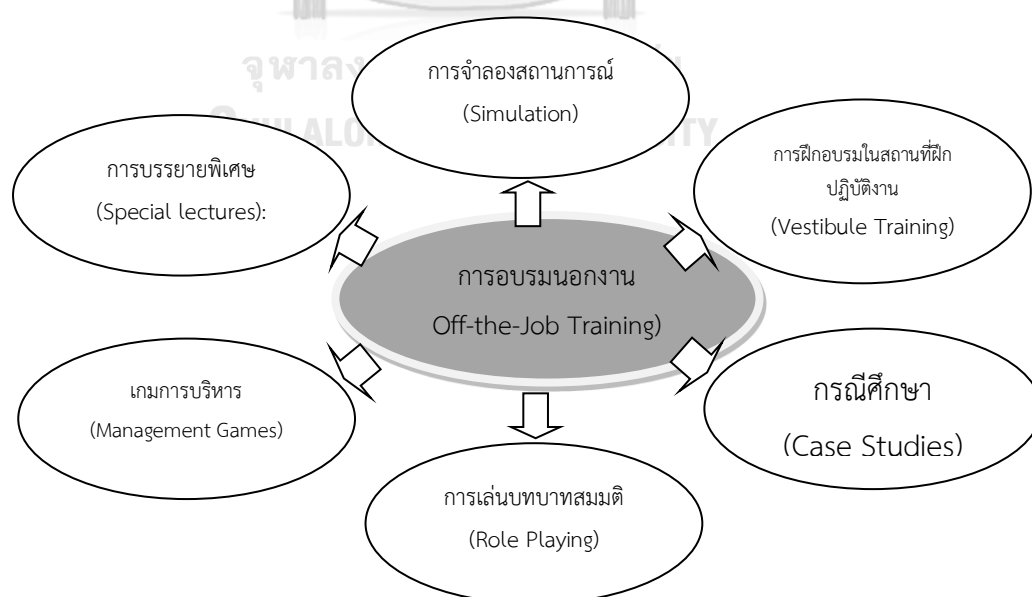 การจำลองสถานการณ์
(Simulation)
การบรรยายพิเศษ
(Special lectures):
การฝึกอบรมในสถานที่ฝึก
ปฏิบัติงาน
(Vestibule Training)
การอบรมนอกงาน
Off-the-Job Training)
เกมการบริหาร
(Management Games)
กรณีศึกษา
(Case Studies)
การเล่นบทบาทสมมติ
(Role Playing)